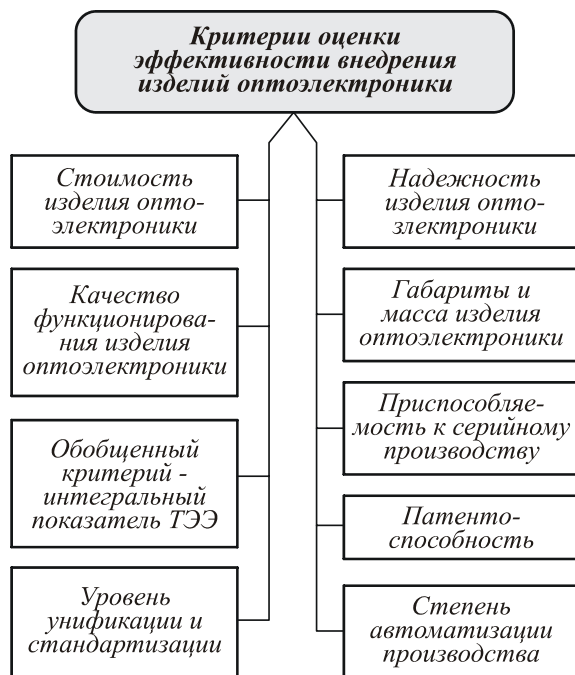 Критерии оценки
эффективности внедрения
изделий оптоэлектроники
Стоимость
изделия опто-
электроники
Качество
функционирова-
ния изделия
оптоэлектроники
Обобщенный
критерий -
интегральный
показатель ТЭЭ
Уровень
унификации и
стандартизации
Надежность
изделия опто-
злектроники
Габариты и
масса изделия
оптоэлектроники
Приспособляе-
мость к серийному
производству
Патенто-
способность
Степень
автоматизации
производства